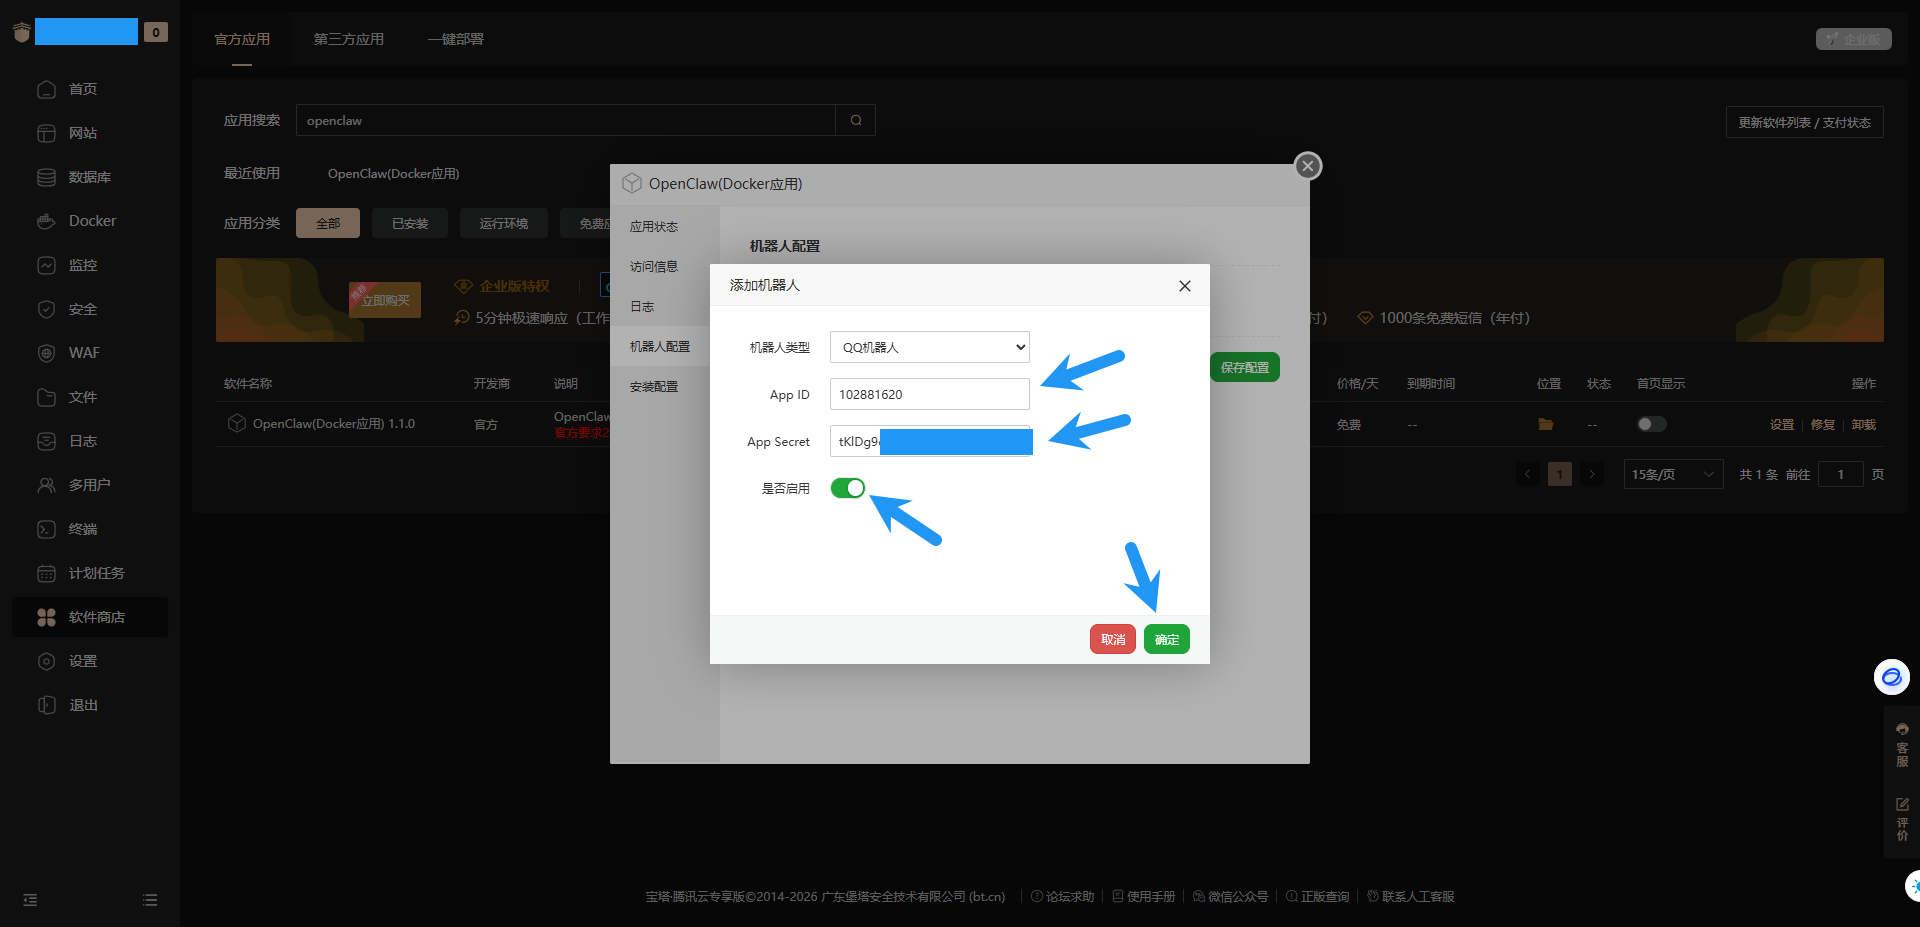 0
首页
网站
数据库
Docker
监控
安全
WAF
文件
日志
多用户
终端
计划任务
软件商店
设置
退出
官方应用
第三方应用
一键部署
企业版
应用搜索
openclaw
更新软件列表 / 支付状态
最近使用
OpenClaw(Docker应用)
应用分类
全部
已安装
运行环境
免费应
推荐
立即购买
企业版特权
5分钟极速响应（工作
付）
1000条免费短信（年付）
软件名称
开发商
说明
价格/天
到期时间
位置
状态
首页显示
操作
OpenClaw(Docker应用) 1.1.0
官方
OpenClaw
官方要求2
免费
--
--
设置
修复
卸载
1
15条/页
共 1 条
前往
1
页
OpenClaw(Docker应用)
应用状态
访问信息
日志
机器人配置
安装配置
机器人配置
保存配置
添加机器人
机器人类型
QQ机器人
App ID
102881620
App Secret
tKlDg9
是否启用
取消
确定
客服
评价
宝塔·腾讯云专享版©2014-2026 广东堡塔安全技术有限公司 (bt.cn)
论坛求助
使用手册
微信公众号
正版查询
联系人工客服